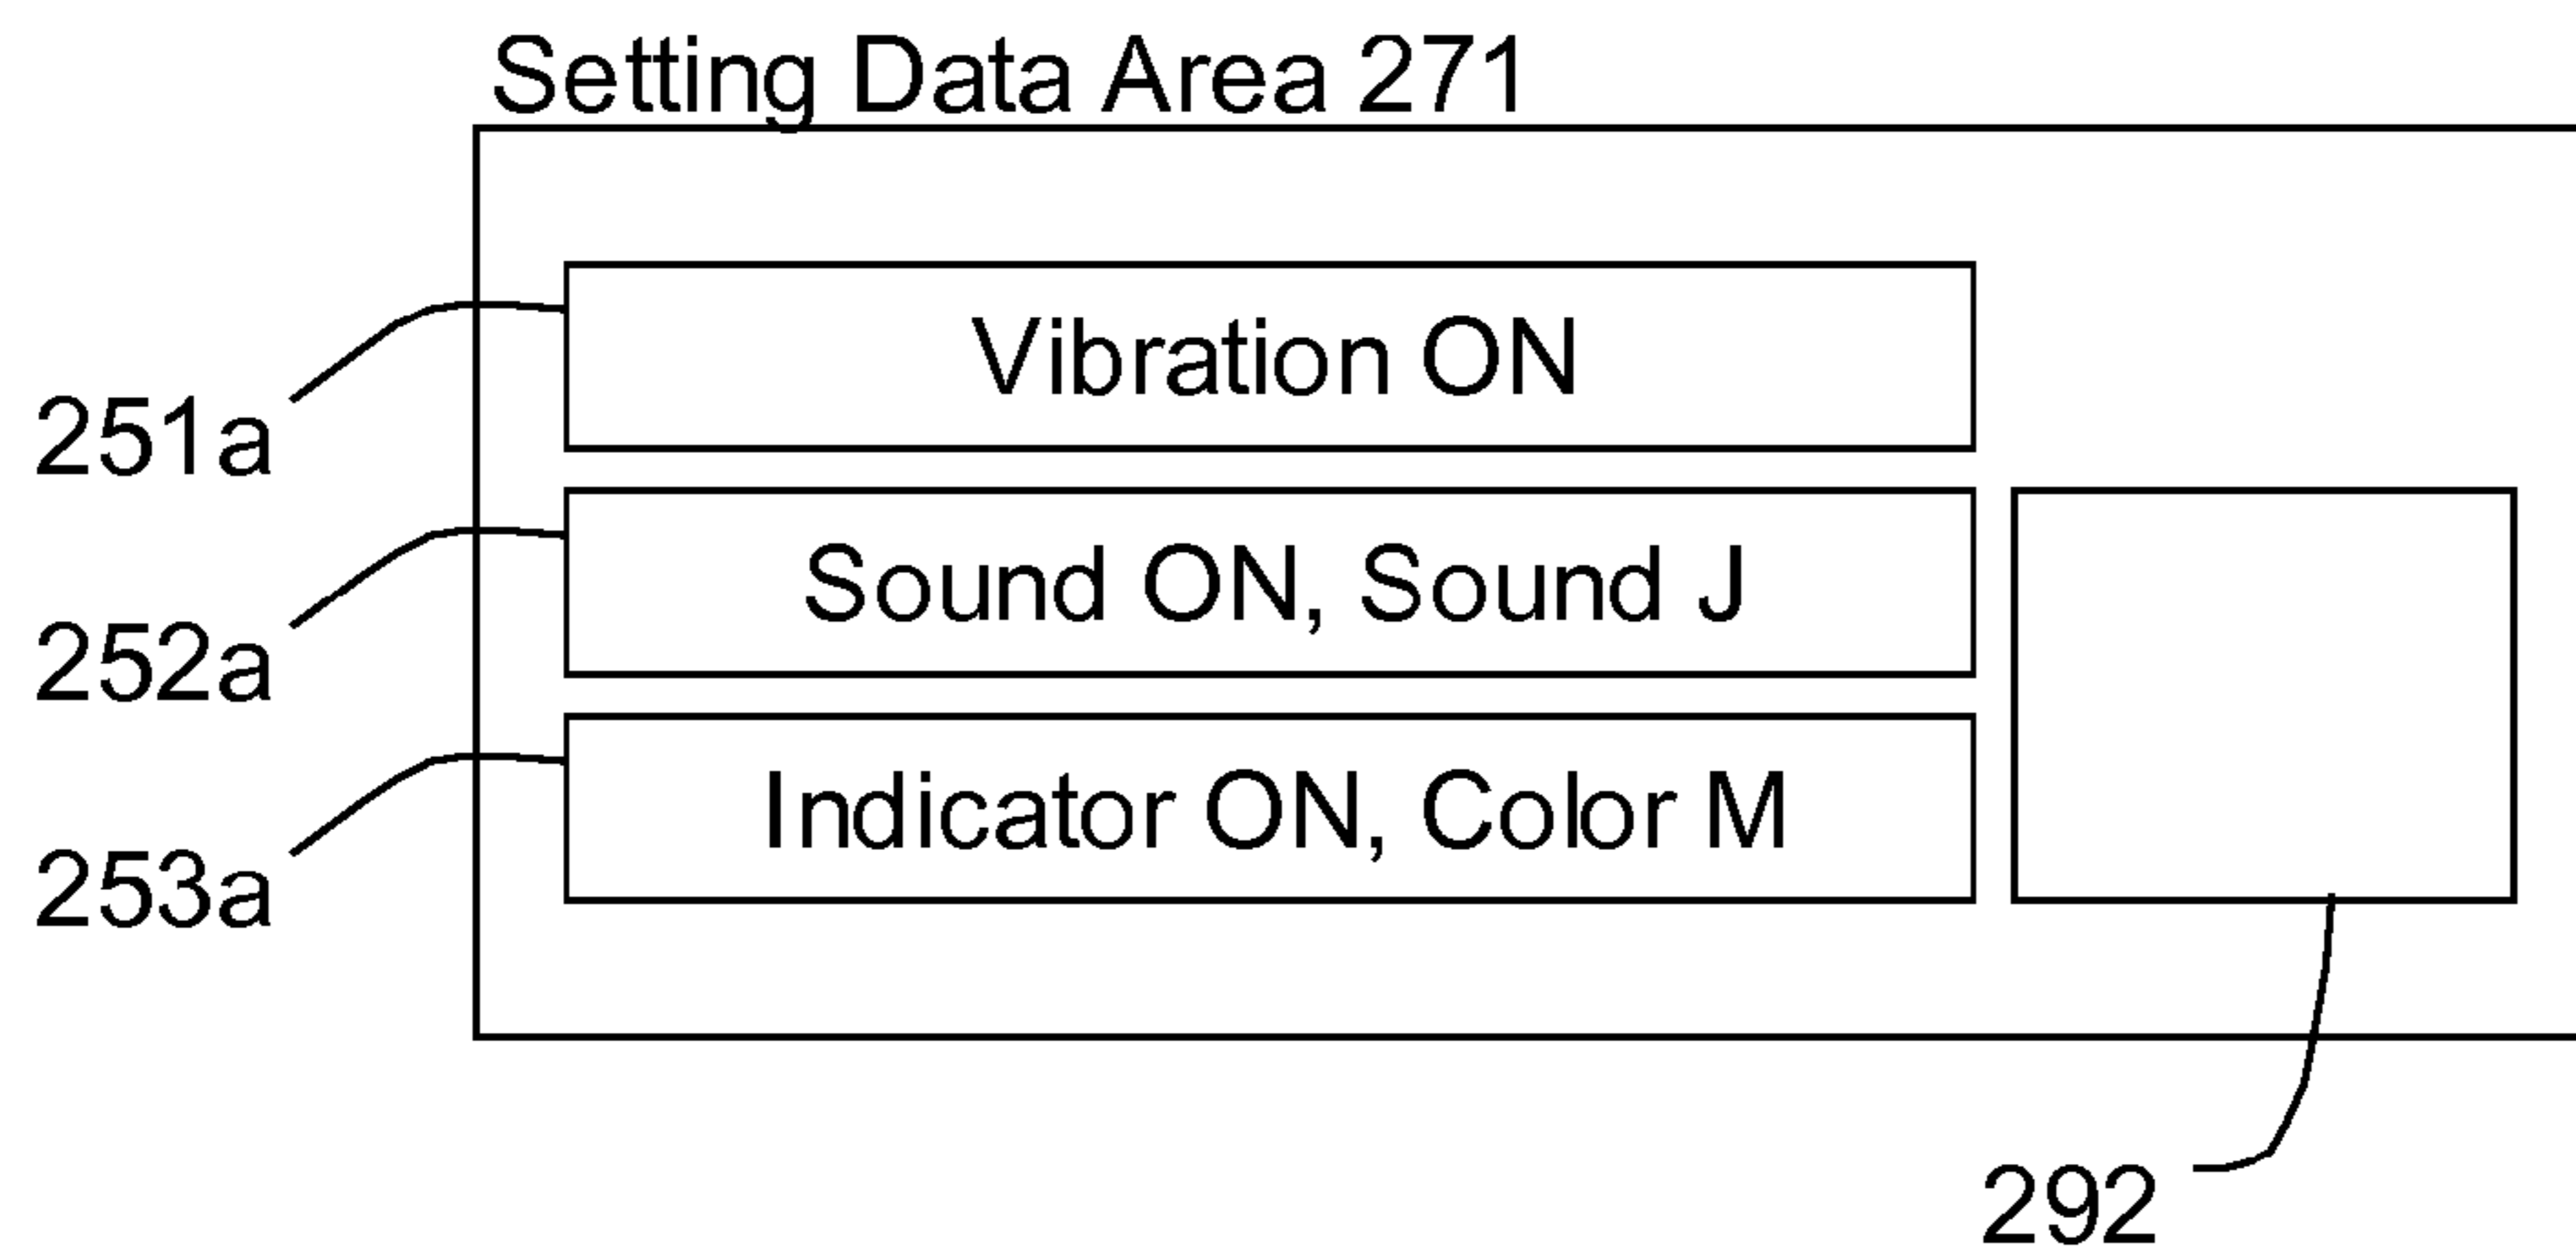 Setting Data Area 271
Vibration ON
251a
Sound ON, Sound J
252a
Indicator ON, Color M
253a
292